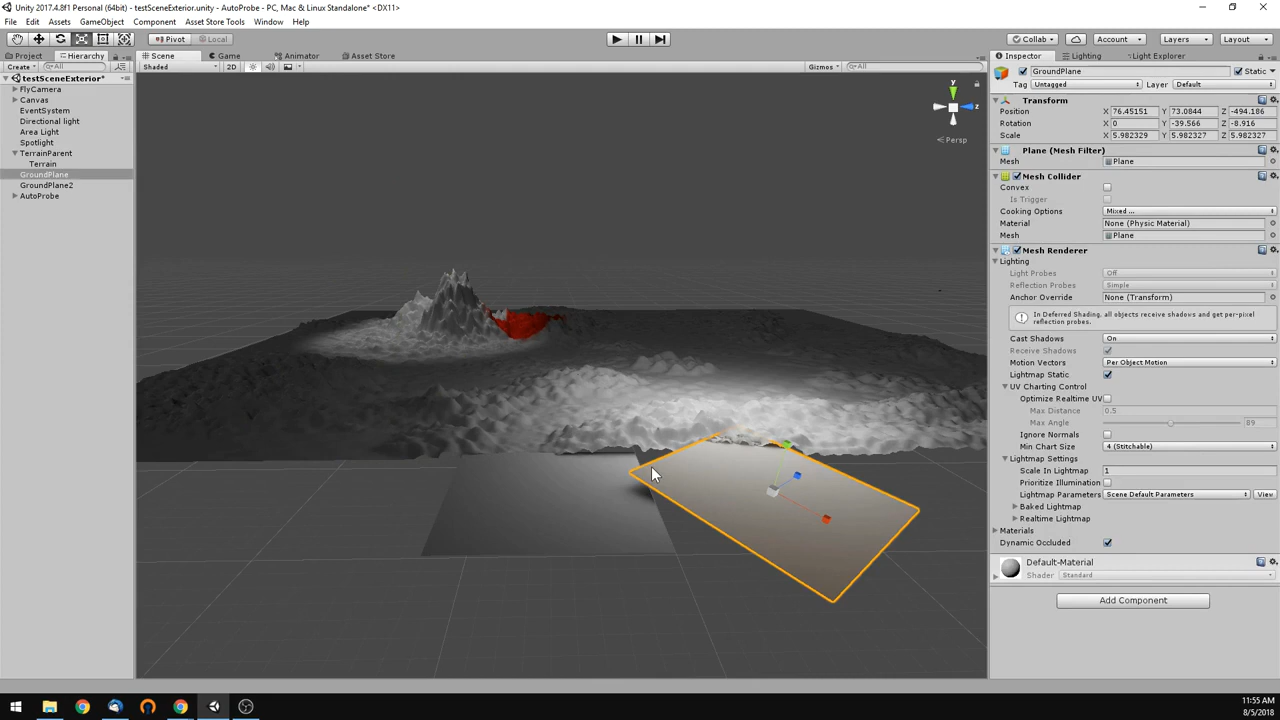 Unity 2017.4.8f1 Personal (64bit) - testSceneExterior.unity - AutoProbe - PC, Mac & Linux Standalone* <DX11>
File Edit Assets GameObject Component Asset Store Tools Window Help
Pivot Local Collab Account Layers Layout
Project Hierarchy Scene Game Animator Asset Store Inspector Lighting Light Explorer
Create All Shaded 2D Gizmos All
testSceneExterior*
FlyCamera
Canvas
EventSystem
Directional light
Area Light
Spotlight
TerrainParent
Terrain
GroundPlane
GroundPlane2
AutoProbe
y
z
Persp
GroundPlane Static
Tag Untagged Layer Default
Transform
Position X 76.45151 Y 73.0844 Z -494.186
Rotation X 0 Y -39.566 Z -8.916
Scale X 5.982329 Y 5.982327 Z 5.982327
Plane (Mesh Filter)
Mesh Plane
Mesh Collider
Convex
Is Trigger
Cooking Options Mixed ...
Material None (Physic Material)
Mesh Plane
Mesh Renderer
Lighting
Light Probes Off
Reflection Probes Simple
Anchor Override None (Transform)
In Deferred Shading, all objects receive shadows and get per-pixel
reflection probes.
Cast Shadows On
Receive Shadows
Motion Vectors Per Object Motion
Lightmap Static
UV Charting Control
Optimize Realtime UV
Max Distance 0.5
Max Angle 89
Ignore Normals
Min Chart Size 4 (Stitchable)
Lightmap Settings
Scale In Lightmap 1
Prioritize Illumination
Lightmap Parameters Scene Default Parameters View
Baked Lightmap
Realtime Lightmap
Materials
Dynamic Occluded
Default-Material
Shader Standard
Add Component
11:55 AM
8/5/2018